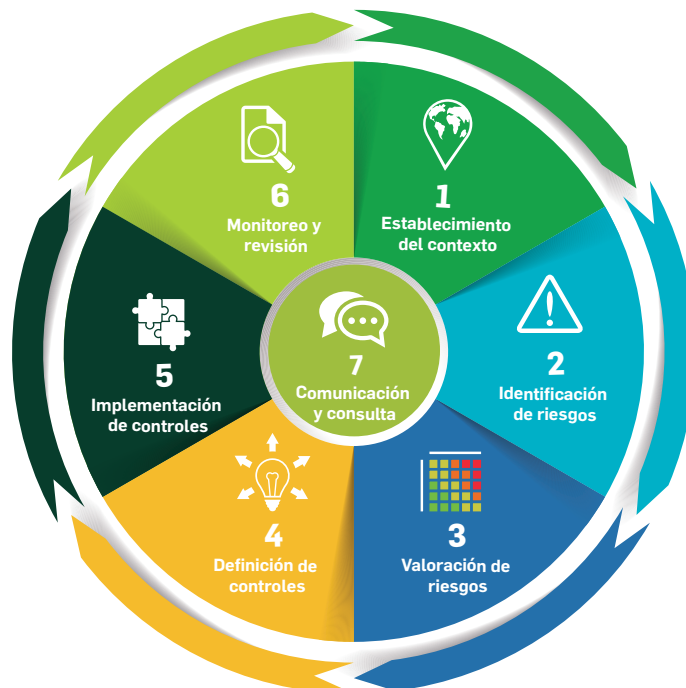 1
Establecimiento
del contexto
2
Identificación
de riesgos
3
Valoración de
riesgos
4
Definición de
controles
5
Implementación
de controles
6
Monitoreo y
revisión
7
Comunicación
y consulta